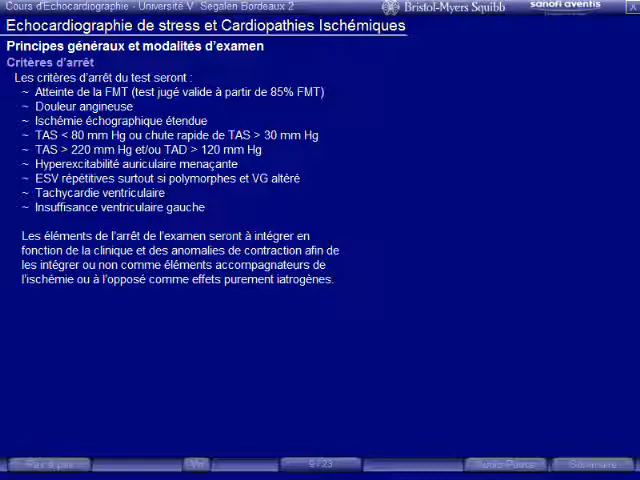 Cours d'Echocardiographie - Université V Segalen Bordeaux 2
Bristol-Myers Squibb
sanofi aventis
X
Echocardiographie de stress et Cardiopathies Ischémiques
Principes généraux et modalités d'examen
Critères d'arrêt
Les critères d'arrêt du test seront :
~ Atteinte de la FMT (test jugé valide à partir de 85% FMT)
~ Douleur angineuse
~ Ischémie échographique étendue
~ TAS < 80 mm Hg ou chute rapide de TAS > 30 mm Hg
~ TAS > 220 mm Hg et/ou TAD > 120 mm Hg
~ Hyperexcitabilité auriculaire menaçante
~ ESV répétitives surtout si polymorphes et VG altéré
~ Tachycardie ventriculaire
~ Insuffisance ventriculaire gauche
Les éléments de l'arrêt de l'examen seront à intégrer en
fonction de la clinique et des anomalies de contraction afin de
les intégrer ou non comme éléments accompagnateurs de
l'ischémie ou à l'opposé comme effets purement iatrogènes.
Pas à pas
9 / 23
Sommaire